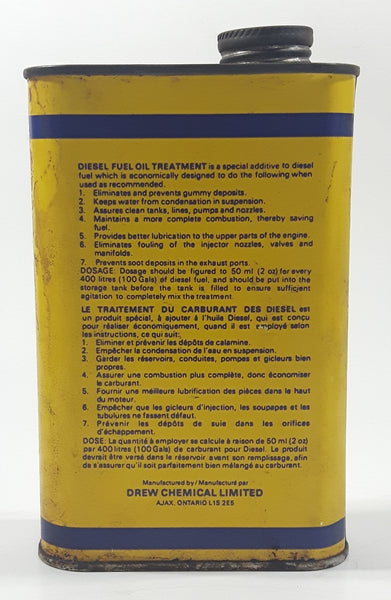 DIESEL FUEL OIL TREATMENT is a special additive to diesel
fuel which is economically designed to do the following when
used as recommended.
1. Eliminates and prevents gummy deposits.
2. Keeps water from condensation in suspension.
3. Assures clean tanks, lines, pumps and nozzles.
4. Maintains a more complete combustion, thereby saving
fuel.
5. Provides better lubrication to the upper parts of the engine.
6. Eliminates fouling of the injector nozzles, valves and
manifolds.
7. Prevents soot deposits in the exhaust ports.
DOSAGE: Dosage should be figured to 50 ml (2 oz) for every
400 litres (100 Gals) of diesel fuel, and should be put into the
storage tank before the tank is filled to ensure sufficient
agitation to completely mix the treatment.
LE TRAITEMENT DU CARBURANT DES DIESEL est
un produit spécial, à ajouter à l'huile Diesel, qui est conçu
pour réaliser économiquement, quand il est employé selon
les instructions, ce qui suit:
1. Eliminer et prévenir les dépôts de calamine.
2. Empêcher la condensation de l'eau en suspension.
3. Garder les réservoirs, conduites, pompes et gicleurs bien
propres.
4. Assurer une combustion plus complète, donc économiser
le carburant.
5. Fournir une meilleure lubrification des pièces dans le haut
du moteur.
6. Empêcher que les gicleurs d'injection, les soupapes et les
tubulures ne fassent défaut.
7. Prévenir les dépôts de suie dans les orifices
d'échappement.
DOSE: La quantité à employer se calcule à raison de 50 ml (2 oz)
par 400 litres (100 Gals) de carburant pour Diesel. Le produit
devrait être versé dans le réservoir avant son remplissage, afin
de s'assurer qu'il soit parfaitement bien mélangé au carburant.
Manufactured by/Manufacturé par
DREW CHEMICAL LIMITED
AJAX, ONTARIO L1S 2E5